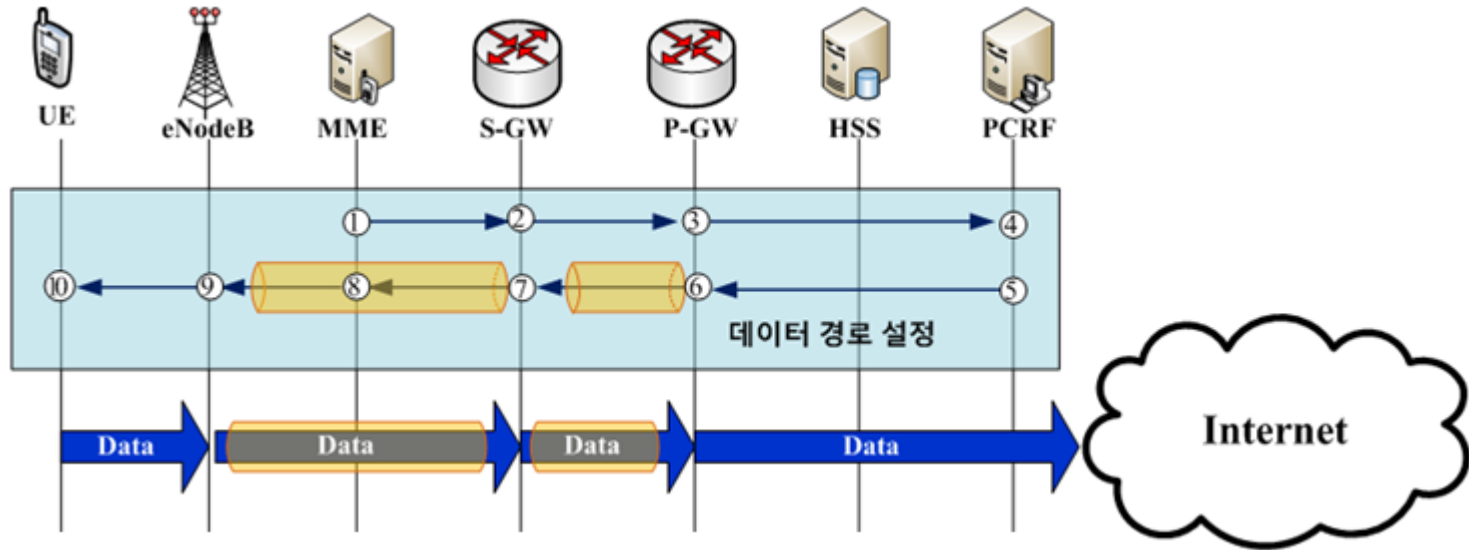 UE
eNodeB
MME
S-GW
P-GW
HSS
PCRF
① ② ③ ④
⑩ ⑨ ⑧ ⑦ ⑥ ⑤
데이터 경로 설정
Data
Data
Data
Data
Internet